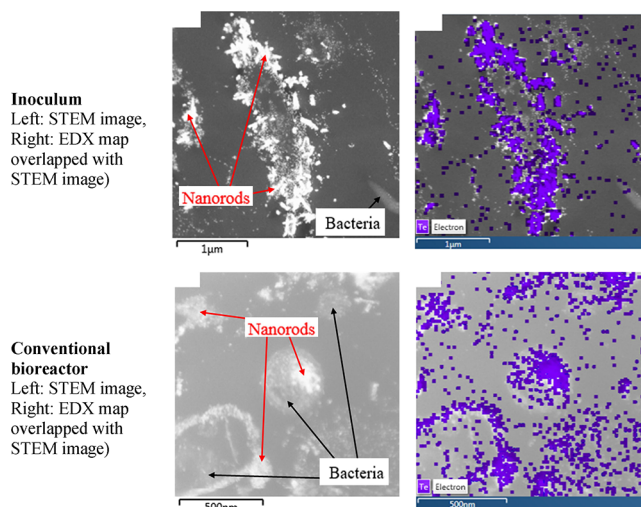 Inoculum
Left: STEM image,
Right: EDX map
overlapped with
STEM image)
Nanorods
Bacteria
1μm
Te Electron
1μm
Conventional
bioreactor
Left: STEM image,
Right: EDX map
overlapped with
STEM image)
Nanorods
Bacteria
500nm
Te Electron
500nm